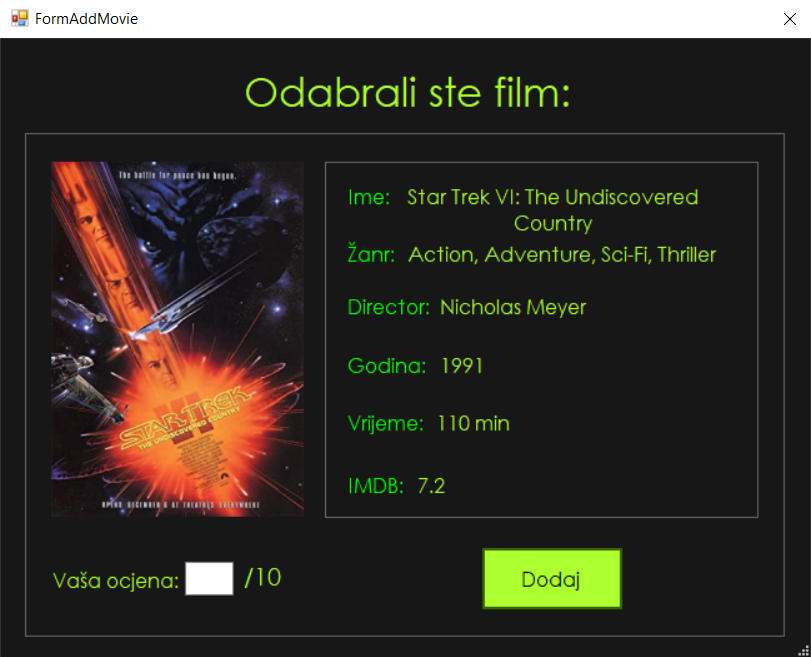 FormAddMovie
Odabrali ste film:
The battle for peace has begun.
STAR TREK VI
THE UNDISCOVERED COUNTRY
OPENS DECEMBER 6 AT THEATRES EVERYWHERE
Ime: Star Trek VI: The Undiscovered
Country
Žanr: Action, Adventure, Sci-Fi, Thriller
Director: Nicholas Meyer
Godina: 1991
Vrijeme: 110 min
IMDB: 7.2
Vaša ocjena: /10
Dodaj